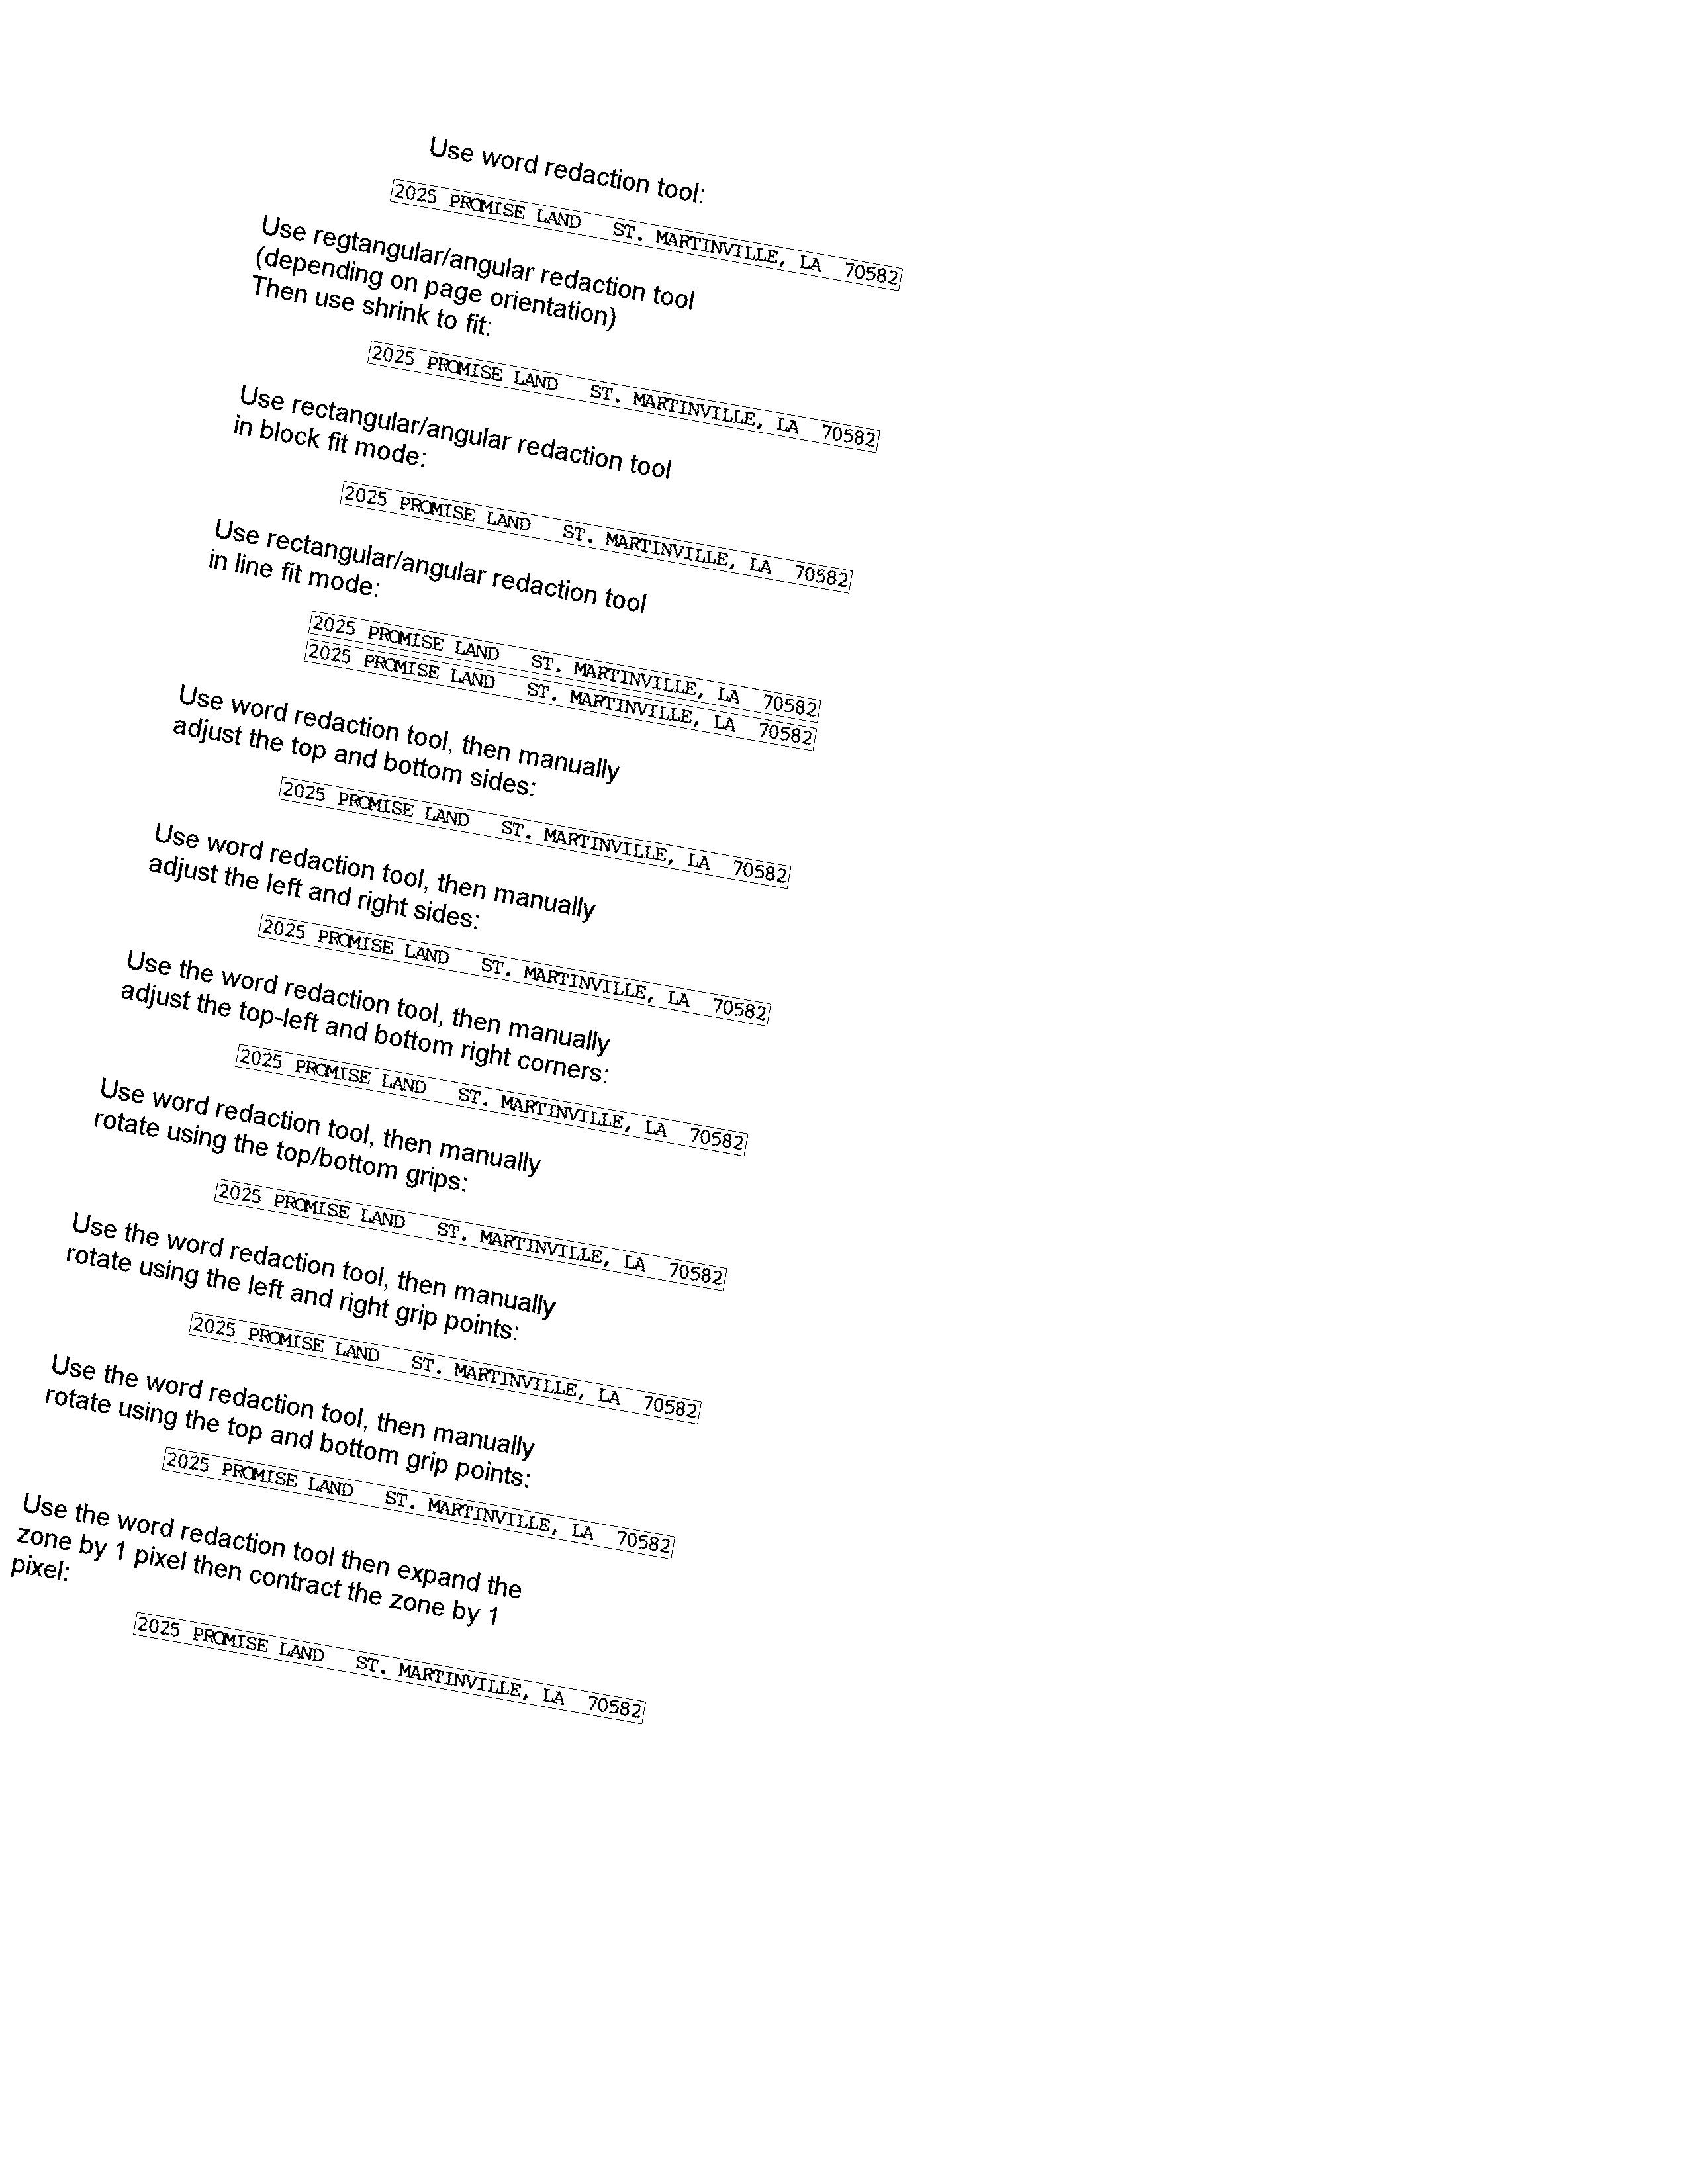 Use word redaction tool:
2025 PROMISE LAND   ST. MARTINVILLE, LA  70582
Use regtangular/angular redaction tool
(depending on page orientation)
Then use shrink to fit:
2025 PROMISE LAND   ST. MARTINVILLE, LA  70582
Use rectangular/angular redaction tool
in block fit mode:
2025 PROMISE LAND   ST. MARTINVILLE, LA  70582
Use rectangular/angular redaction tool
in line fit mode:
2025 PROMISE LAND   ST. MARTINVILLE, LA  70582
2025 PROMISE LAND   ST. MARTINVILLE, LA  70582
Use word redaction tool, then manually
adjust the top and bottom sides:
2025 PROMISE LAND   ST. MARTINVILLE, LA  70582
Use word redaction tool, then manually
adjust the left and right sides:
2025 PROMISE LAND   ST. MARTINVILLE, LA  70582
Use the word redaction tool, then manually
adjust the top-left and bottom right corners:
2025 PROMISE LAND   ST. MARTINVILLE, LA  70582
Use word redaction tool, then manually
rotate using the top/bottom grips:
2025 PROMISE LAND   ST. MARTINVILLE, LA  70582
Use the word redaction tool, then manually
rotate using the left and right grip points:
2025 PROMISE LAND   ST. MARTINVILLE, LA  70582
Use the word redaction tool, then manually
rotate using the top and bottom grip points:
2025 PROMISE LAND   ST. MARTINVILLE, LA  70582
Use the word redaction tool then expand the
zone by 1 pixel then contract the zone by 1
pixel:
2025 PROMISE LAND   ST. MARTINVILLE, LA  70582